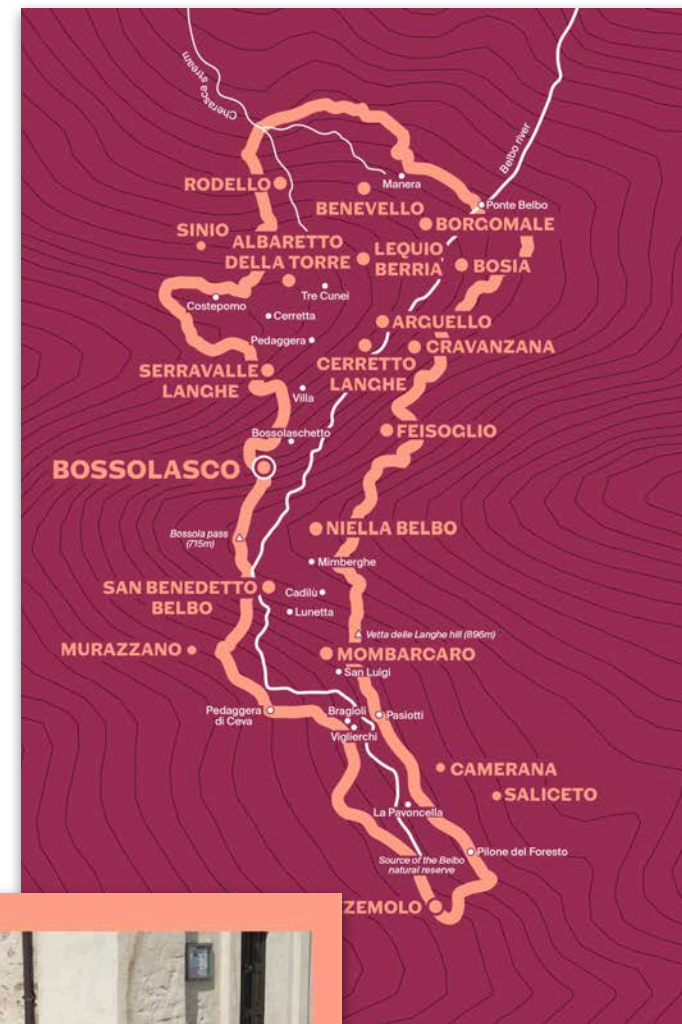 Cherasca stream
Belbo river
Manera
RODELLO
BENEVELLO
Ponte Belbo
BORGOMALE
SINIO
ALBARETTO
DELLA TORRE
LEQUIO
BERRIA
BOSIA
Tre Cunei
Costepomo
Cerretta
ARGUELLO
Pedaggera
CRAVANZANA
CERRETTO
LANGHE
SERRAVALLE
LANGHE
Villa
Bossolaschetto
FEISOGLIO
BOSSOLASCO
NIELLA BELBO
Bossola pass
(715m)
Mimberghe
SAN BENEDETTO
BELBO
Cadilù
Lunetta
Vetta delle Langhe hill (896m)
MURAZZANO
MOMBARCARO
San Luigi
Pedaggera
di Ceva
Bragioli
Pasiotti
Viglierchi
CAMERANA
SALICETO
La Pavoncella
Pilone del Foresto
Source of the Belbo
natural reserve
ZEMOLO